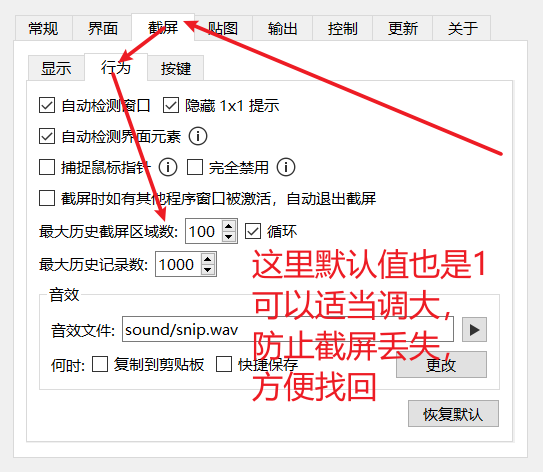 常规 界面 截屏 贴图 输出 控制 更新 关于
显示 行为 按键
自动检测窗口 隐藏 1x1 提示
自动检测界面元素
捕捉鼠标指针 完全禁用
截屏时如有其他程序窗口被激活，自动退出截屏
最大历史截屏区域数: 100 循环
最大历史记录数: 1000
这里默认值也是1
可以适当调大，
防止截屏丢失，
方便找回
音效
音效文件: sound/snip.wav
何时: 复制到剪贴板 快捷保存 更改
恢复默认